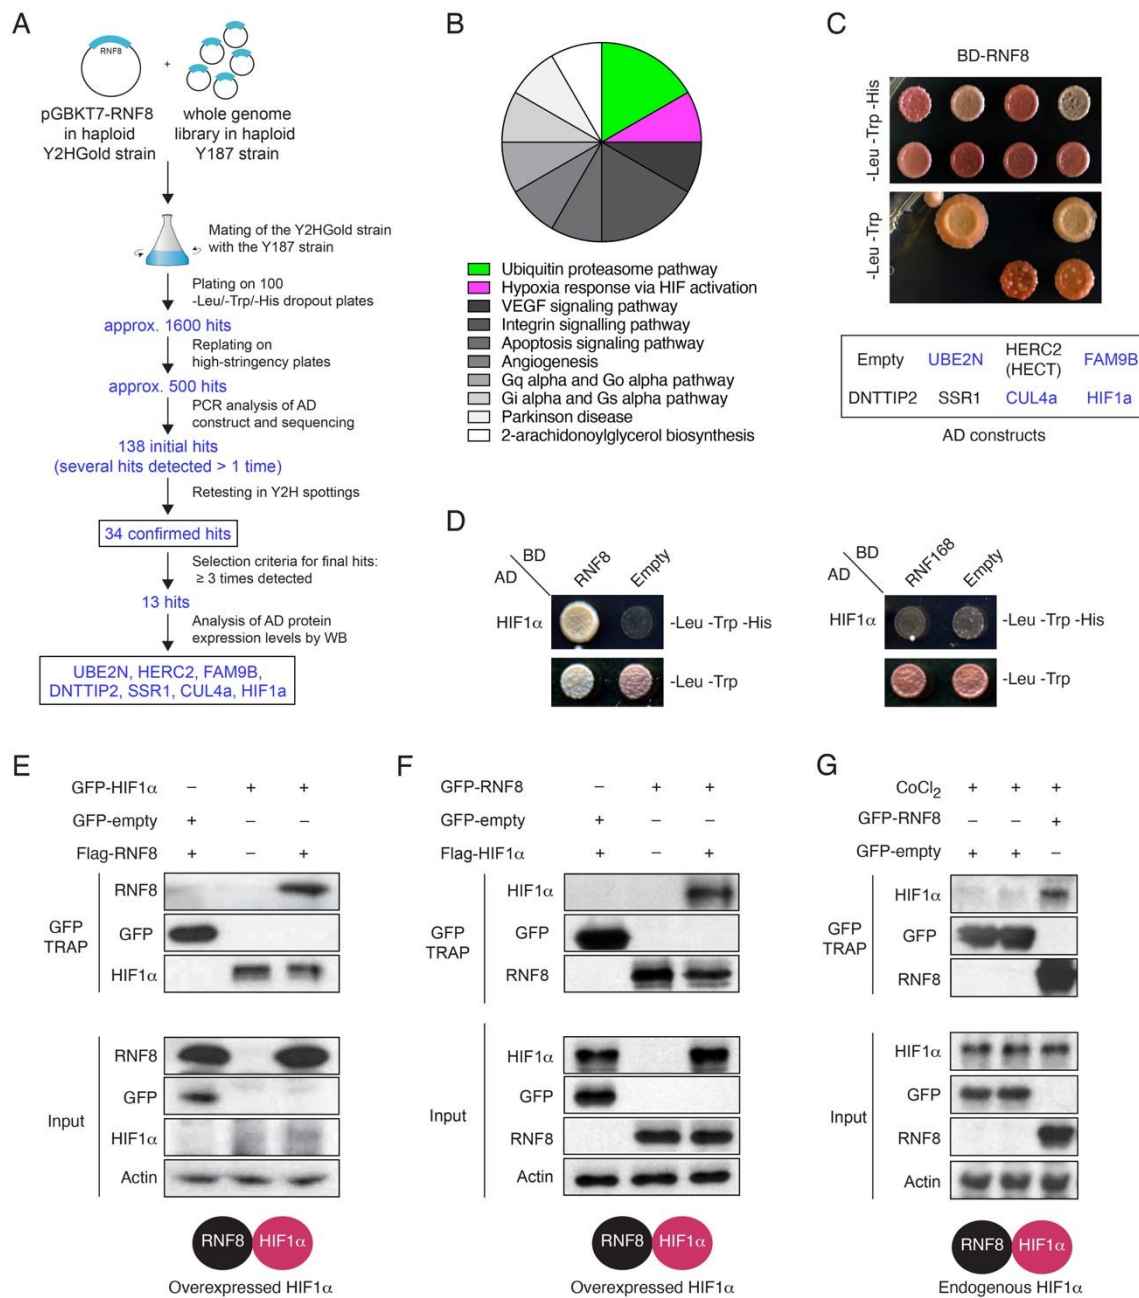 A
RNF8
+
pGBKT7-RNF8
in haploid
Y2HGold strain
whole genome
library in haploid
Y187 strain
Mating of the Y2HGold strain
with the Y187 strain
Plating on 100
-Leu/-Trp/-His dropout plates
approx. 1600 hits
Replating on
high-stringency plates
approx. 500 hits
PCR analysis of AD
construct and sequencing
138 initial hits
(several hits detected > 1 time)
Retesting in Y2H spottings
34 confirmed hits
Selection criteria for final hits:
≥ 3 times detected
13 hits
Analysis of AD protein
expression levels by WB
UBE2N, HERC2, FAM9B,
DNTTIP2, SSR1, CUL4a, HIF1a
B
Ubiquitin proteasome pathway
Hypoxia response via HIF activation
VEGF signaling pathway
Integrin signalling pathway
Apoptosis signaling pathway
Angiogenesis
Gq alpha and Go alpha pathway
Gi alpha and Gs alpha pathway
Parkinson disease
2-arachidonoylglycerol biosynthesis
C
BD-RNF8
-Leu -Trp -His
-Leu -Trp
Empty UBE2N HERC2 (HECT) FAM9B
DNTTIP2 SSR1 CUL4a HIF1a
AD constructs
D
BD
AD
RNF8 Empty
HIF1α -Leu -Trp -His
-Leu -Trp
BD
AD
RNF168 Empty
HIF1α -Leu -Trp -His
-Leu -Trp
E
GFP-HIF1α − + +
GFP-empty + − −
Flag-RNF8 + − +
GFP
TRAP
RNF8
GFP
HIF1α
Input
RNF8
GFP
HIF1α
Actin
RNF8 HIF1α
Overexpressed HIF1α
F
GFP-RNF8 − + +
GFP-empty + − −
Flag-HIF1α + − +
GFP
TRAP
HIF1α
GFP
RNF8
Input
HIF1α
GFP
RNF8
Actin
RNF8 HIF1α
Overexpressed HIF1α
G
CoCl2 + + +
GFP-RNF8 − − +
GFP-empty + + −
GFP
TRAP
HIF1α
GFP
RNF8
Input
HIF1α
GFP
RNF8
Actin
RNF8 HIF1α
Endogenous HIF1α